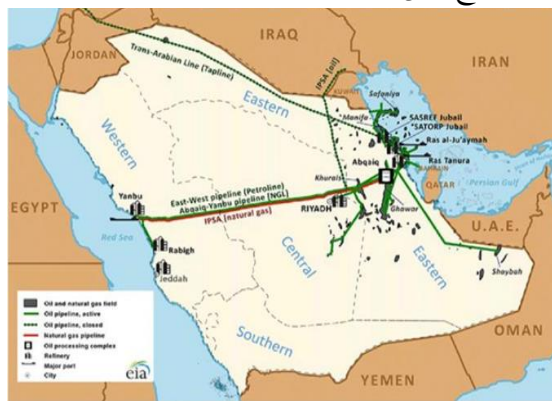 IRAQ
JORDAN
IRAN
Trans-Arabian Line (Tapline)
IPSA (oil)
KUWAIT
Safaniya
Eastern
Manifa
SASREF Jubail
SATORP Jubail
Ras al-Ju'aymah
Western
Abqaiq
Ras Tanura
BAHRAIN
Khurais
QATAR
Persian Gulf
Yanbu
East-West pipeline (Petroline)
Abqaiq-Yanbu pipeline (NGL)
IPSA (natural gas)
RIYADH
Ghawar
EGYPT
U.A.E.
Red Sea
Rabigh
Central
Eastern
Shaybah
Jeddah
Oil and natural gas field
Oil pipeline, active
Oil pipeline, closed
Natural gas pipeline
Oil processing complex
Refinery
Major port
City
eia
Southern
OMAN
YEMEN